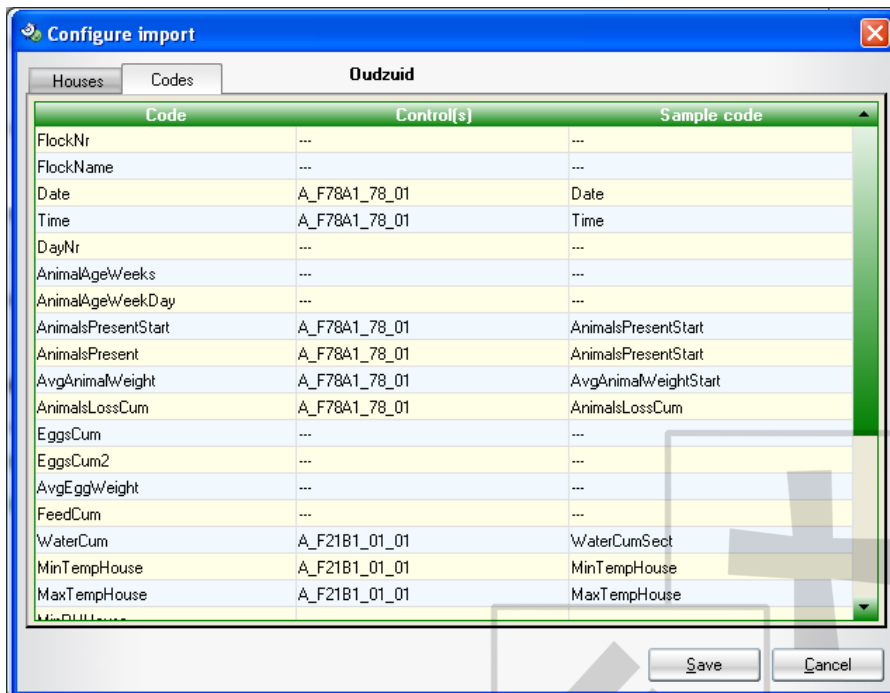 Configure import
Houses Codes Oudzuid
Code Control(s) Sample code
FlockNr --- ---
FlockName --- ---
Date A_F78A1_78_01 Date
Time A_F78A1_78_01 Time
DayNr --- ---
AnimalAgeWeeks --- ---
AnimalAgeWeekDay --- ---
AnimalsPresentStart A_F78A1_78_01 AnimalsPresentStart
AnimalsPresent A_F78A1_78_01 AnimalsPresentStart
AvgAnimalWeight A_F78A1_78_01 AvgAnimalWeightStart
AnimalsLossCum A_F78A1_78_01 AnimalsLossCum
EggsCum --- ---
EggsCum2 --- ---
AvgEggWeight --- ---
FeedCum --- ---
WaterCum A_F21B1_01_01 WaterCumSect
MinTempHouse A_F21B1_01_01 MinTempHouse
MaxTempHouse A_F21B1_01_01 MaxTempHouse
Save Cancel